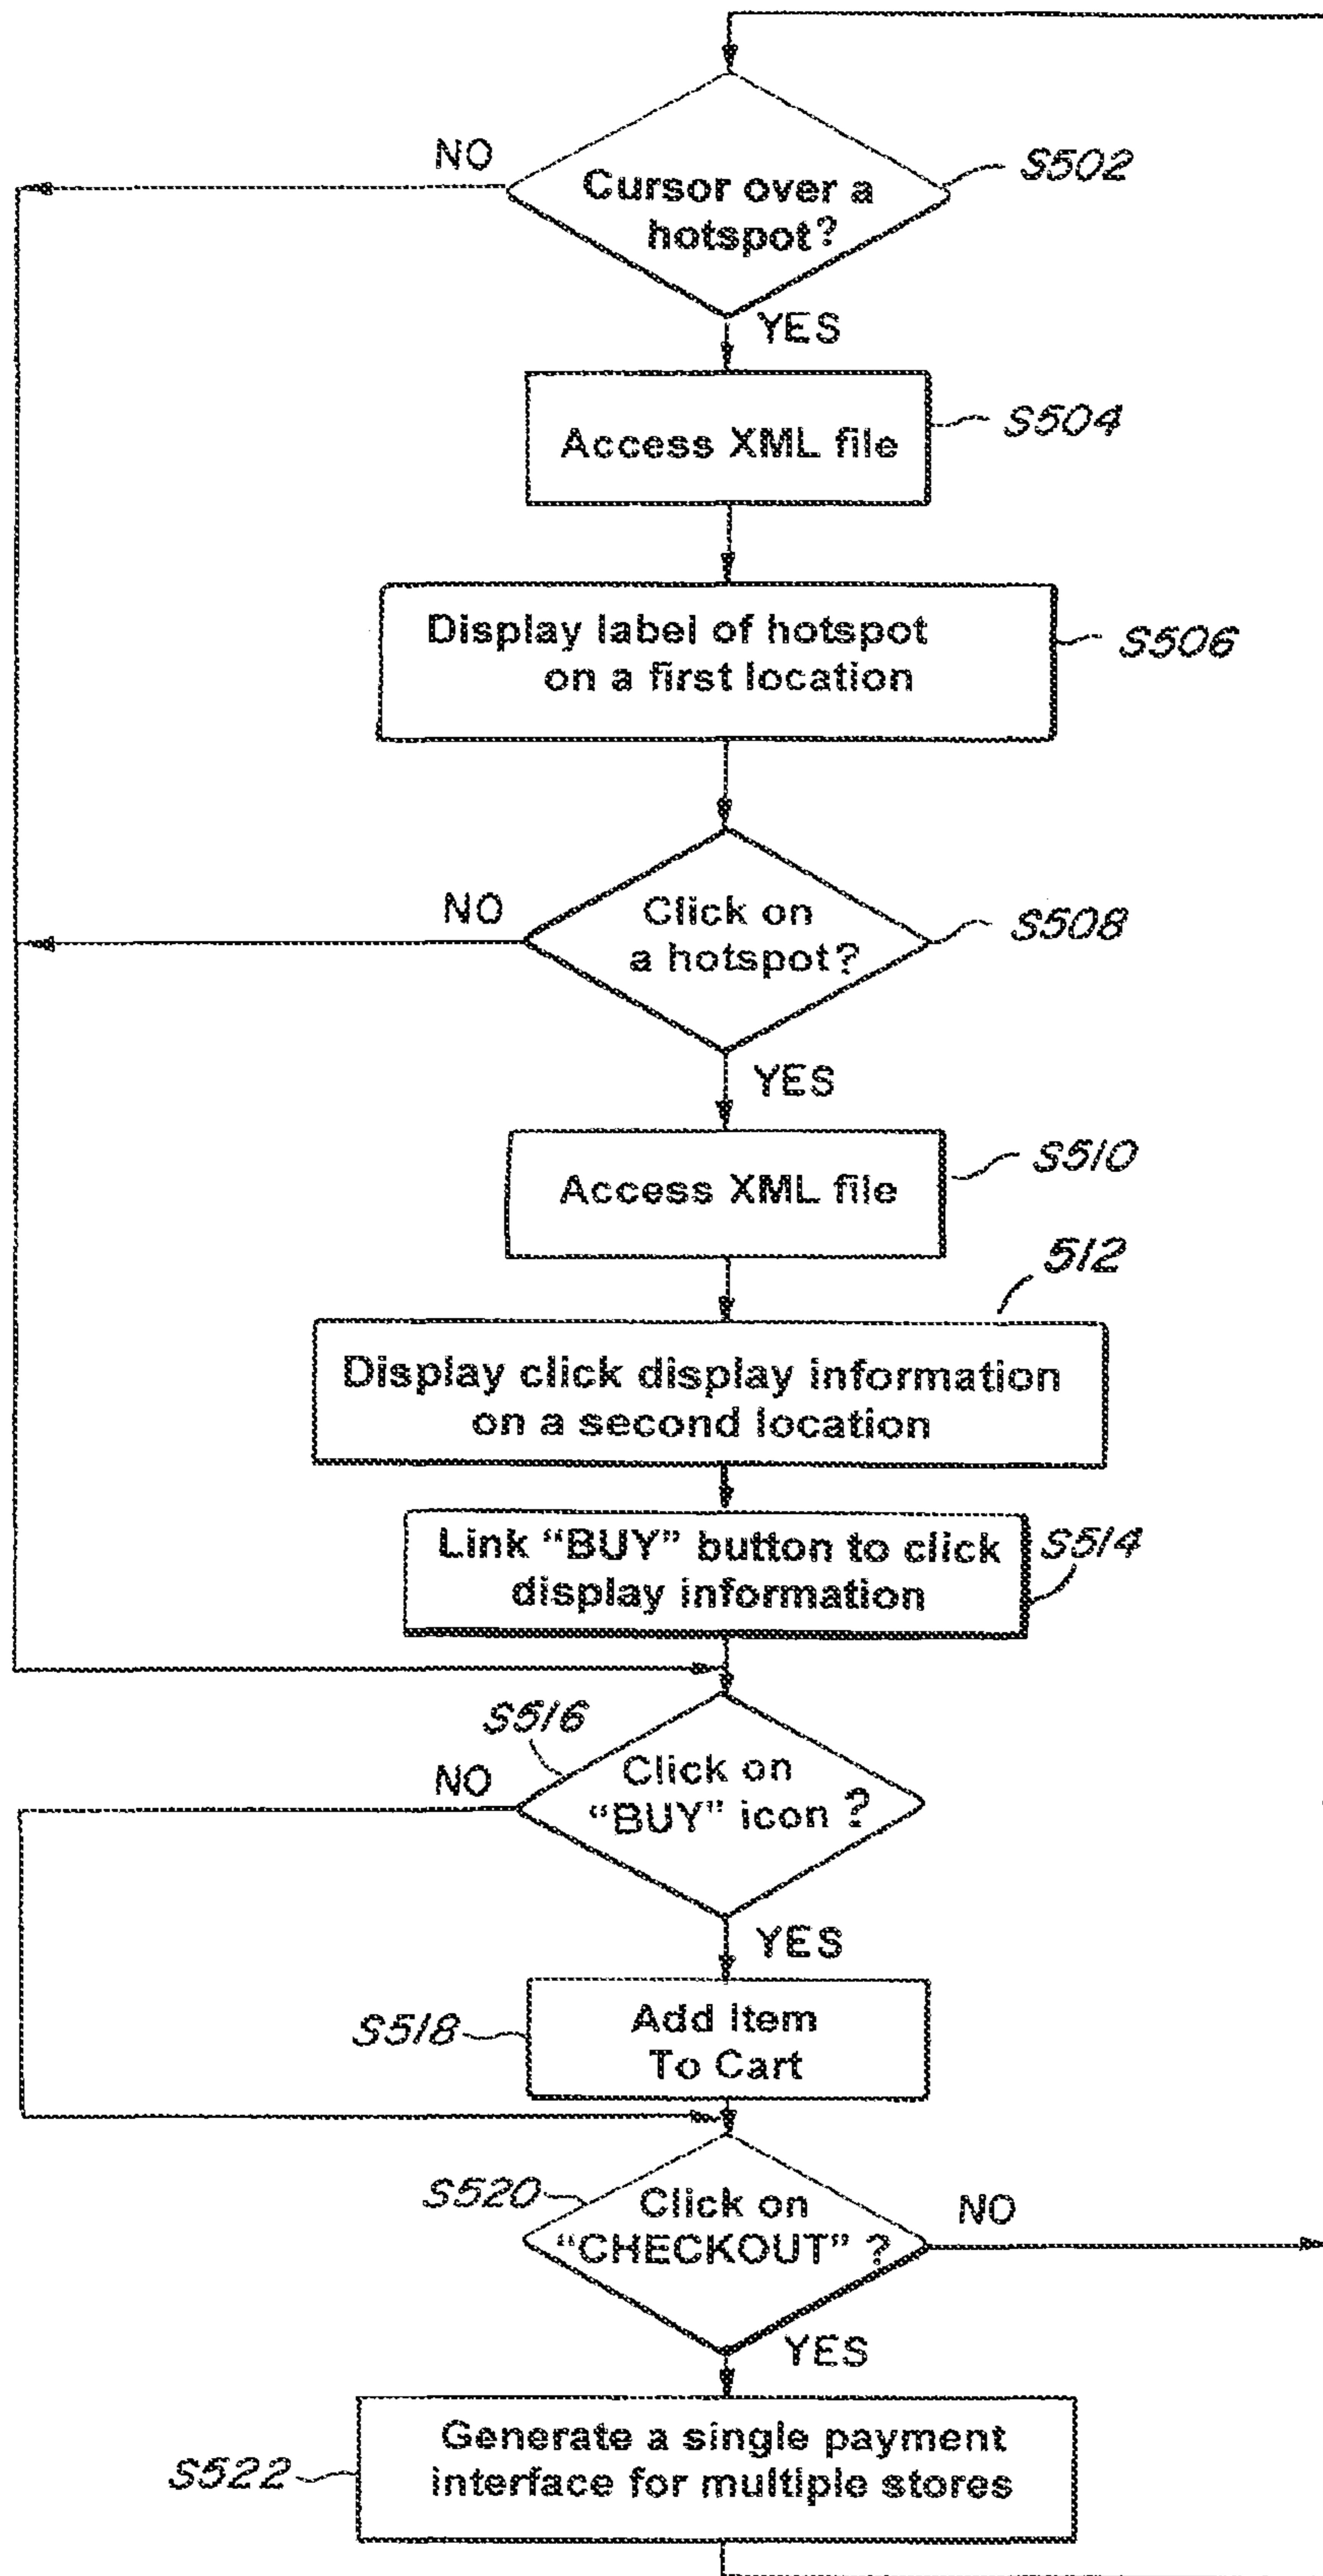 NO
Cursor over a
hotspot?
S502
YES
Access XML file
S504
Display label of hotspot
on a first location
S506
NO
Click on
a hotspot?
S508
YES
Access XML file
S510
512
Display click display information
on a second location
Link “BUY” button to click
display information
S514
S516
NO
Click on
“BUY” icon ?
YES
S518
Add Item
To Cart
S520
Click on
“CHECKOUT” ?
NO
YES
S522
Generate a single payment
interface for multiple stores